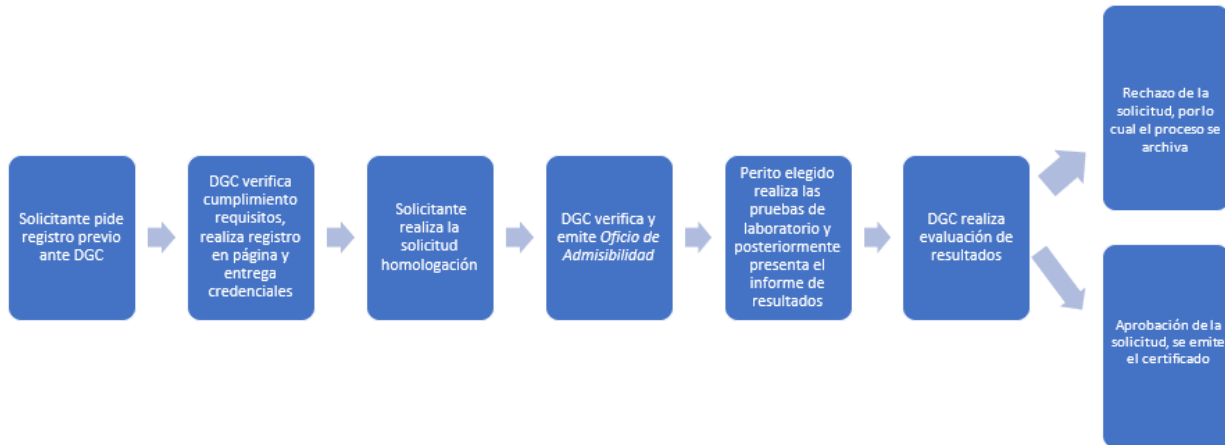 Solicitante pide
registro previo
ante DGC
DGC verifica
cumplimiento
requisitos,
realiza registro
en página y
entrega
credenciales
Solicitante
realiza la
solicitud
homologación
DGC verifica y
emite Oficio de
Admisibilidad
Perito elegido
realiza las
pruebas de
laboratorio y
posteriormente
presenta el
informe de
resultados
DGC realiza
evaluación de
resultados
Rechazo de la
solicitud, por lo
cual el proceso se
archiva
Aprobación de la
solicitud, se emite
el certificado